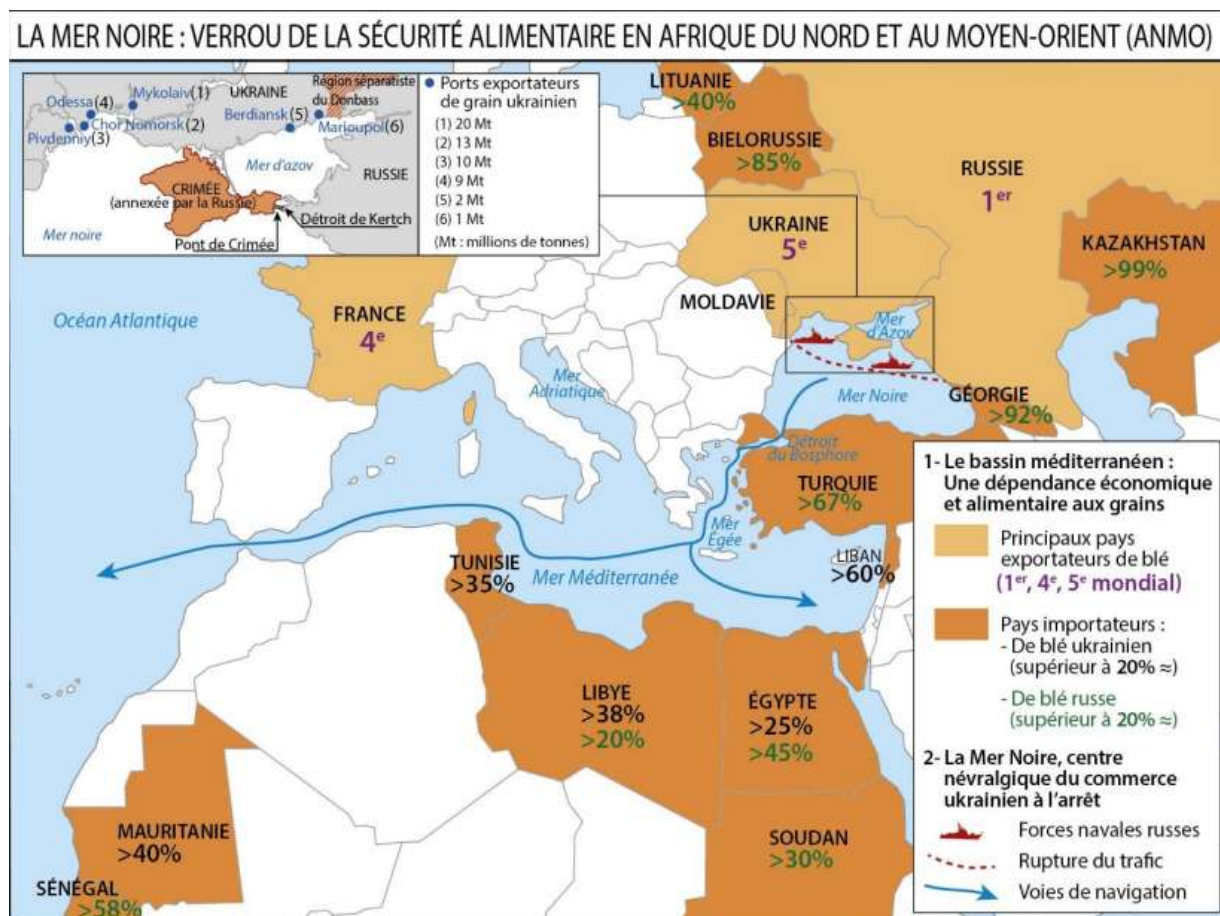 LA MER NOIRE : VERROU DE LA SÉCURITÉ ALIMENTAIRE EN AFRIQUE DU NORD ET AU MOYEN-ORIENT (ANMO)
Mykolaiv (1)
Odessa (4)
Chor Nomorsk (2)
Pivdenniy (3)
UKRAINE
Région séparatiste
du Donbass
Berdiansk (5)
Marioupol (6)
Mer d'azov
RUSSIE
CRIMÉE
(annexée par la Russie)
Détroit de Kertch
Pont de Crimée
Mer noire
Ports exportateurs
de grain ukrainien
(1) 20 Mt
(2) 13 Mt
(3) 10 Mt
(4) 9 Mt
(5) 2 Mt
(6) 1 Mt
(Mt : millions de tonnes)
LITUANIE
>40%
BIELORUSSIE
>85%
RUSSIE
1er
UKRAINE
5e
KAZAKHSTAN
>99%
MOLDAVIE
Mer
d'Azov
Océan Atlantique
FRANCE
4e
Mer
Adriatique
Mer Noire
GÉORGIE
>92%
Détroit
du Bosphore
TURQUIE
>67%
Mer
Égée
LIBAN
>60%
TUNISIE
>35%
Mer Méditerranée
LIBYE
>38%
>20%
ÉGYPTE
>25%
>45%
MAURITANIE
>40%
SOUDAN
>30%
SÉNÉGAL
>58%
1- Le bassin méditerranéen :
Une dépendance économique
et alimentaire aux grains
Principaux pays
exportateurs de blé
(1er, 4e, 5e mondial)
Pays importateurs :
- De blé ukrainien
(supérieur à 20% ≈)
- De blé russe
(supérieur à 20% ≈)
2- La Mer Noire, centre
névralgique du commerce
ukrainien à l'arrêt
Forces navales russes
Rupture du trafic
Voies de navigation